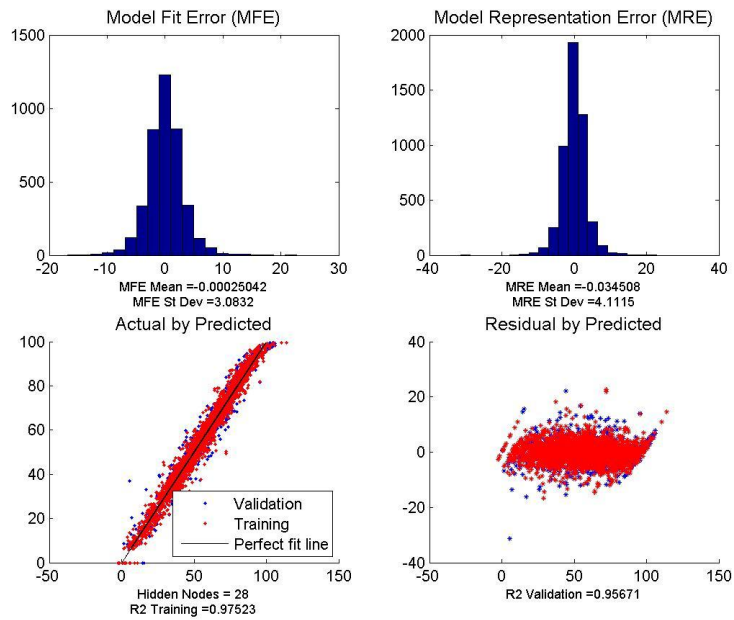 Model Fit Error (MFE)
1500
1000
500
0
-20
-10
0
10
20
30
MFE Mean =-0.00025042
MFE St Dev =3.0832
Model Representation Error (MRE)
2000
1500
1000
500
0
-40
-20
0
20
40
MRE Mean =-0.034508
MRE St Dev =4.1115
Actual by Predicted
100
80
60
40
20
0
-50
0
50
100
150
Validation
Training
Perfect fit line
Hidden Nodes = 28
R2 Training =0.97523
Residual by Predicted
40
20
0
-20
-40
-50
0
50
100
150
R2 Validation =0.95671